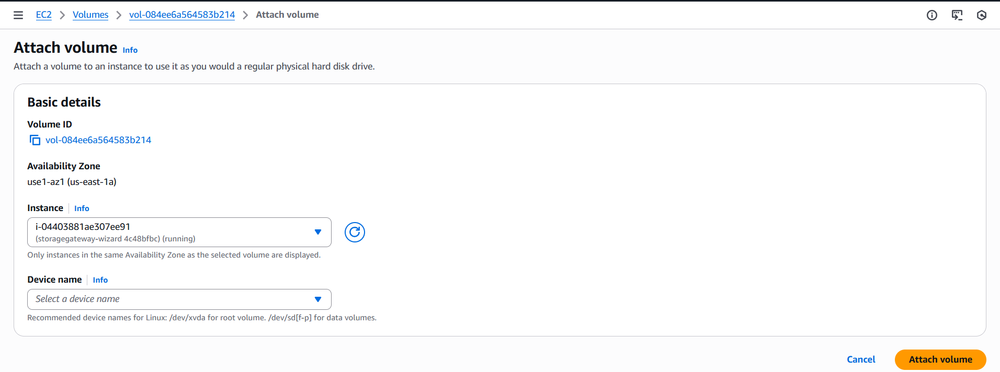 EC2 > Volumes > vol-084ee6a564583b214 > Attach volume
Attach volume Info
Attach a volume to an instance to use it as you would a regular physical hard disk drive.
Basic details
Volume ID
vol-084ee6a564583b214
Availability Zone
use1-az1 (us-east-1a)
Instance Info
i-04403881ae307ee91
(storagegateway-wizard 4c48bfbc) (running)
Only instances in the same Availability Zone as the selected volume are displayed.
Device name Info
Select a device name
Recommended device names for Linux: /dev/xvda for root volume. /dev/sd[f-p] for data volumes.
Cancel Attach volume